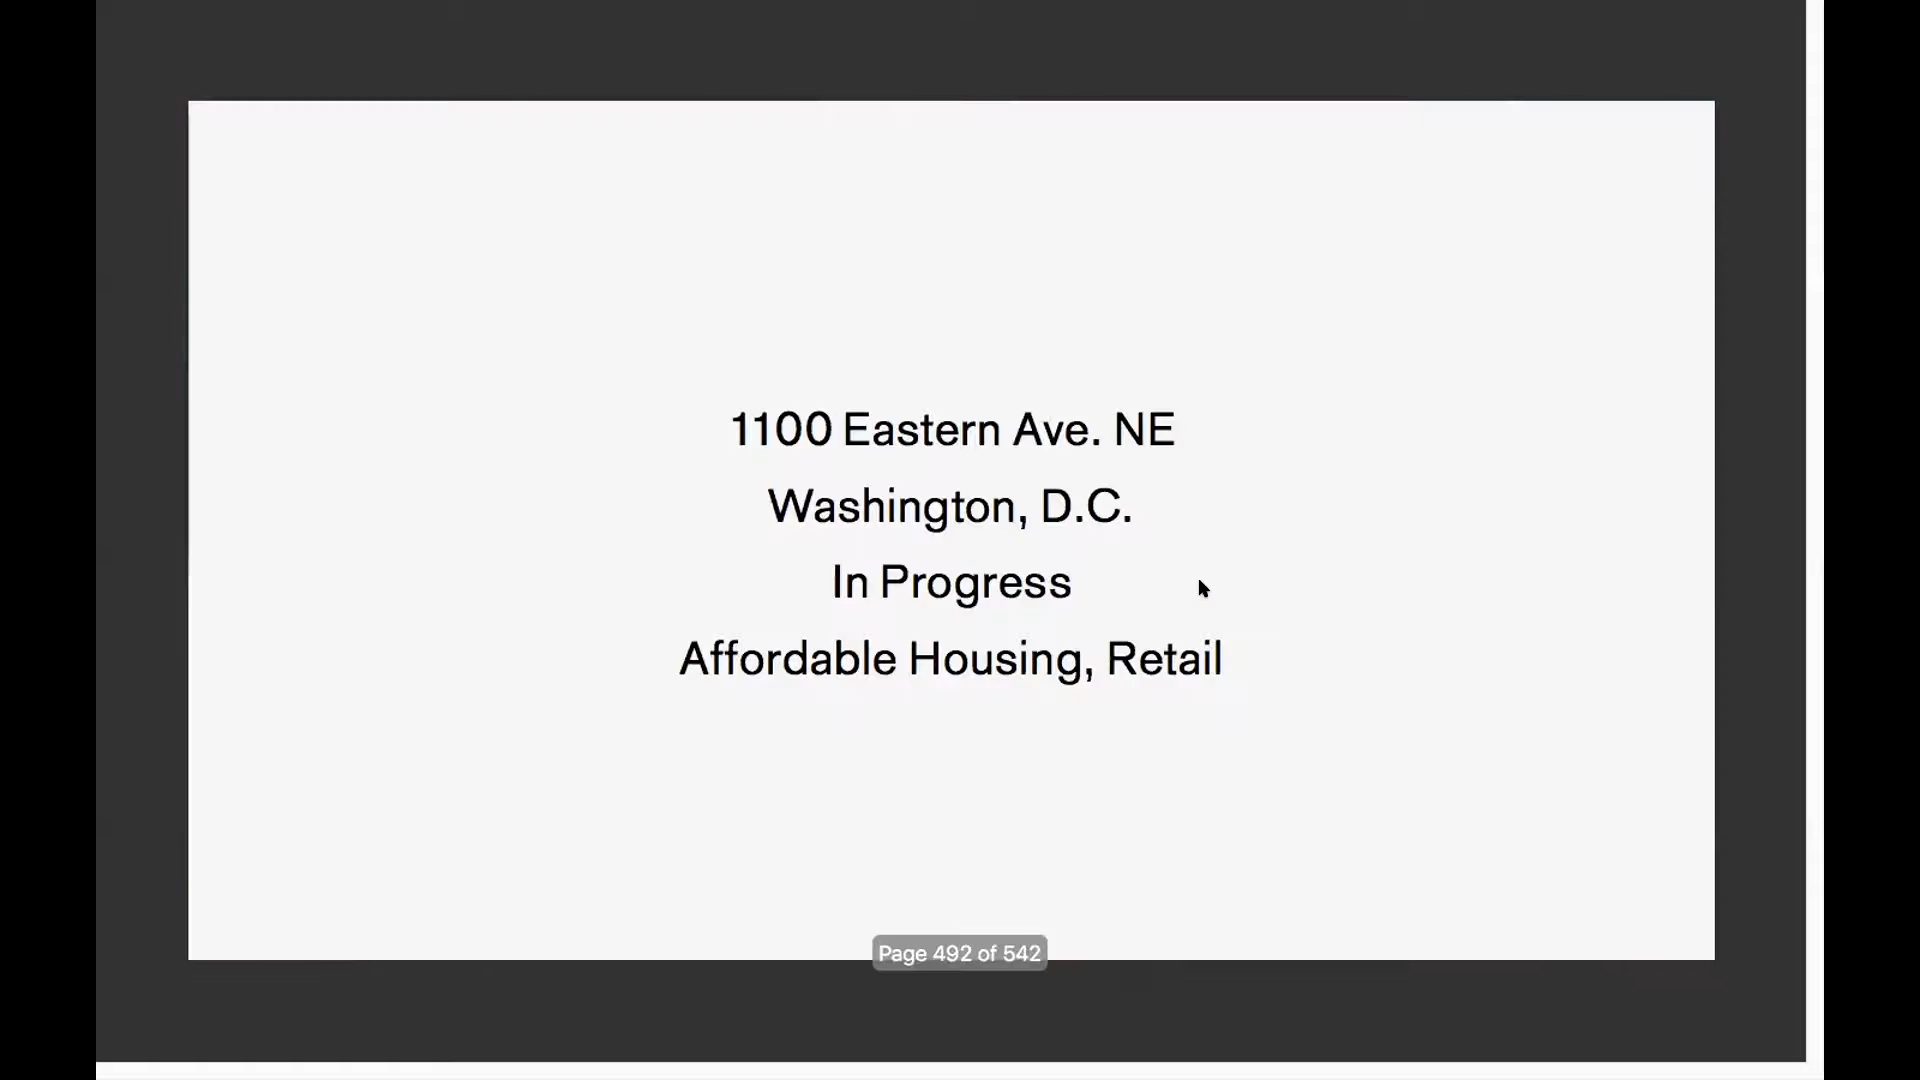 1100 Eastern Ave. NE
Washington, D.C.
In Progress
Affordable Housing, Retail
Page 492 of 542